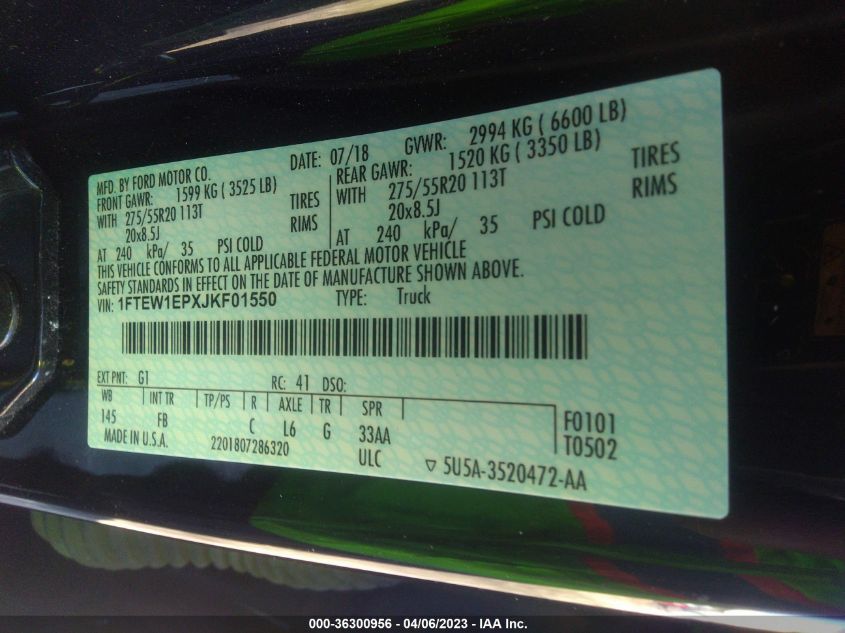 MFD. BY FORD MOTOR CO. DATE: 07/18 GVWR: 2994 KG ( 6600 LB)
FRONT GAWR: 1599 KG ( 3525 LB) REAR GAWR: 1520 KG ( 3350 LB)
WITH 275/55R20 113T TIRES WITH 275/55R20 113T TIRES
20x8.5J RIMS 20x8.5J RIMS
AT 240 kPa/ 35 PSI COLD AT 240 kPa/ 35 PSI COLD
THIS VEHICLE CONFORMS TO ALL APPLICABLE FEDERAL MOTOR VEHICLE
SAFETY STANDARDS IN EFFECT ON THE DATE OF MANUFACTURE SHOWN ABOVE.
VIN: 1FTEW1EPXJKF01550 TYPE: Truck
EXT PNT: G1 RC: 41 DSO:
WB INT TR TP/PS R AXLE TR SPR
145 FB C L6 G 33AA F0101
MADE IN U.S.A. 2201807286320 ULC T0502
▽ 5U5A-3520472-AA
000-36300956 - 04/06/2023 - IAA Inc.